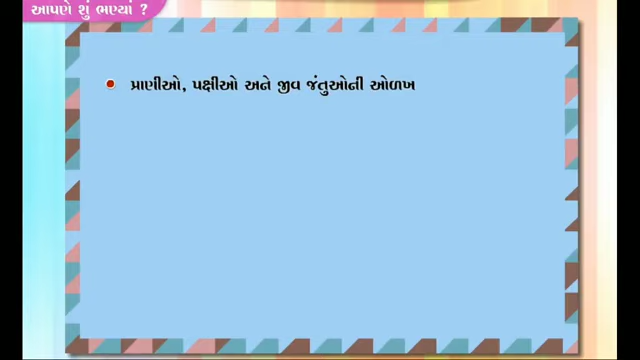 આપણે શું ભણ્યાં ?
પ્રાણીઓ, પક્ષીઓ અને જીવ જંતુઓની ઓળખ